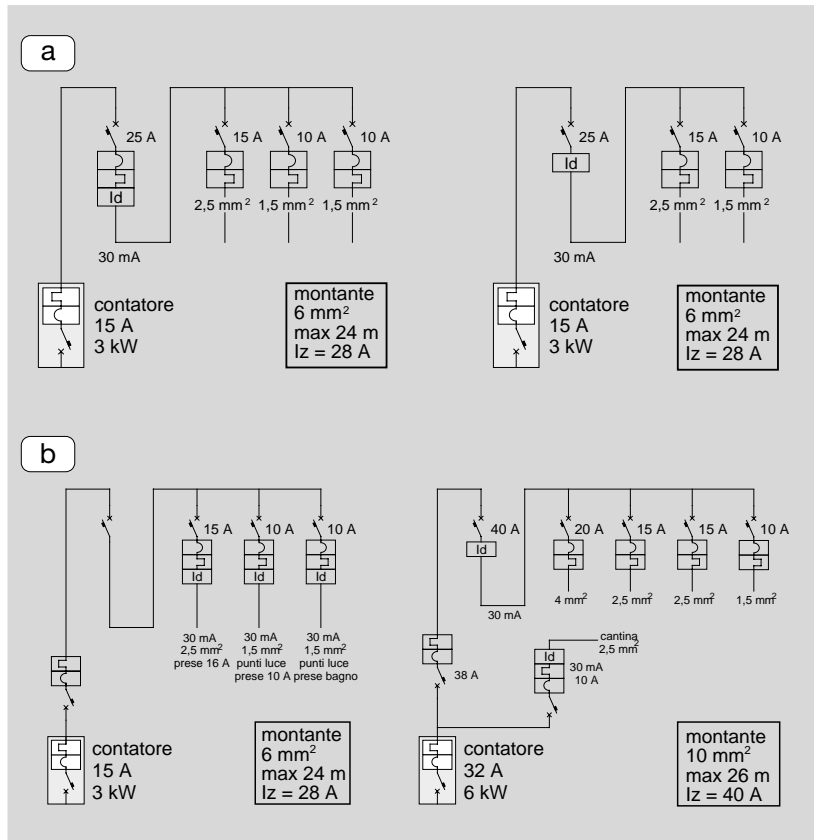 a
25 A
15 A
10 A
10 A
Id
2,5 mm²
1,5 mm²
1,5 mm²
30 mA
contatore
15 A
3 kW
montante
6 mm²
max 24 m
Iz = 28 A
25 A
15 A
10 A
Id
2,5 mm²
1,5 mm²
30 mA
contatore
15 A
3 kW
montante
6 mm²
max 24 m
Iz = 28 A
b
15 A
10 A
10 A
Id
Id
Id
30 mA
2,5 mm²
prese 16 A
30 mA
1,5 mm²
punti luce
prese 10 A
30 mA
1,5 mm²
punti luce
prese bagno
contatore
15 A
3 kW
montante
6 mm²
max 24 m
Iz = 28 A
40 A
20 A
15 A
15 A
10 A
Id
4 mm²
2,5 mm²
2,5 mm²
1,5 mm²
30 mA
38 A
cantina
2,5 mm²
Id
30 mA
10 A
contatore
32 A
6 kW
montante
10 mm²
max 26 m
Iz = 40 A